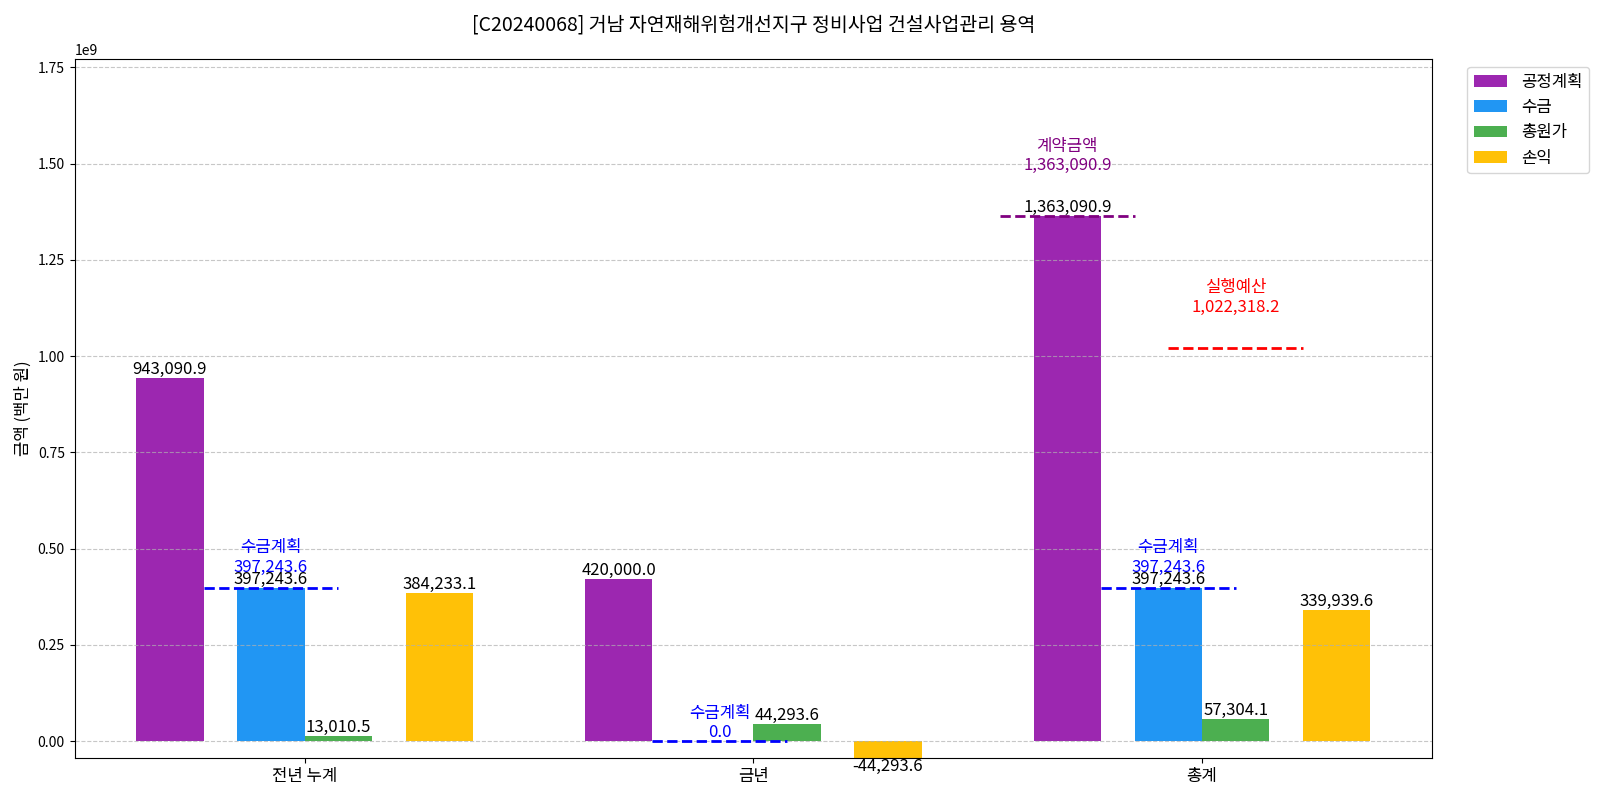 [C20240068] 거남 자연재해위험개선지구 정비사업 건설사업관리 용역
1e9
1.75
1.50
1.25
1.00
0.75
0.50
0.25
0.00
금액 (백만 원)
943,090.9
수금계획
397,243.6
397,243.6
13,010.5
384,233.1
420,000.0
수금계획
0.0
44,293.6
-44,293.6
계약금액
1,363,090.9
1,363,090.9
실행예산
1,022,318.2
수금계획
397,243.6
397,243.6
57,304.1
339,939.6
전년 누계
금년
총계
공정계획
수금
총원가
손익